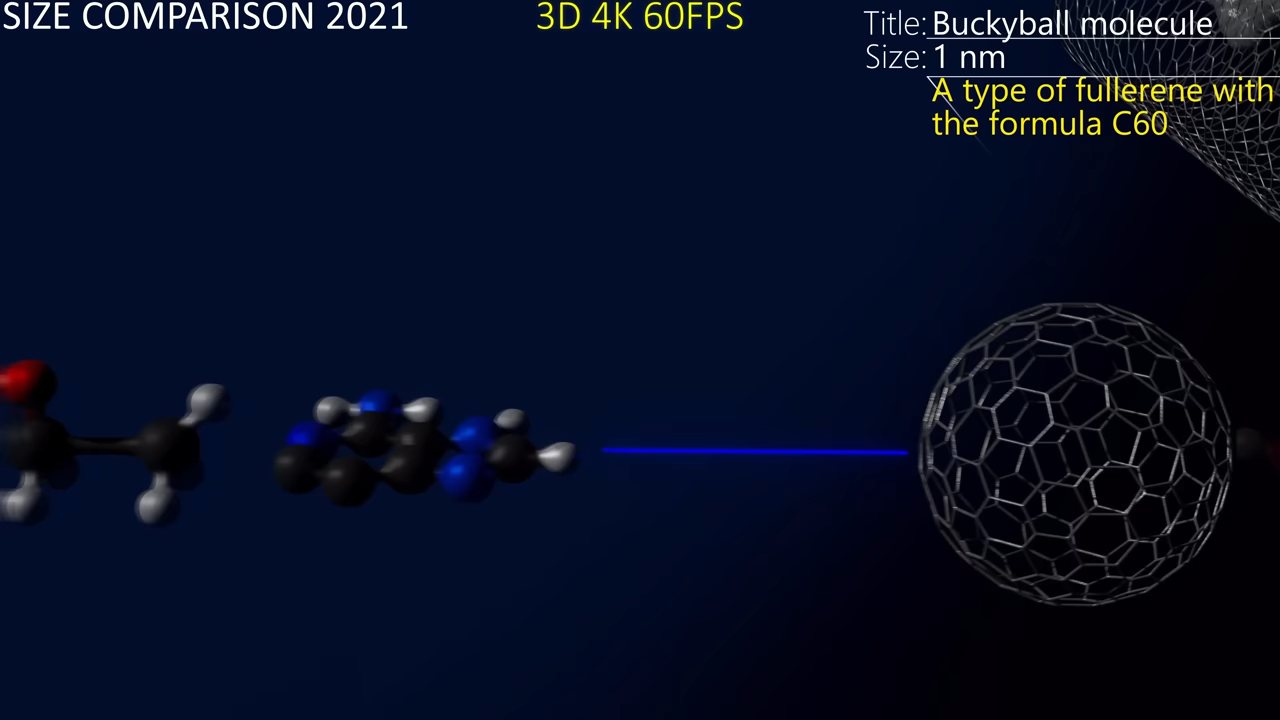 SIZE COMPARISON 2021
3D 4K 60FPS
Title: Buckyball molecule
Size: 1 nm
A type of fullerene with
the formula C60